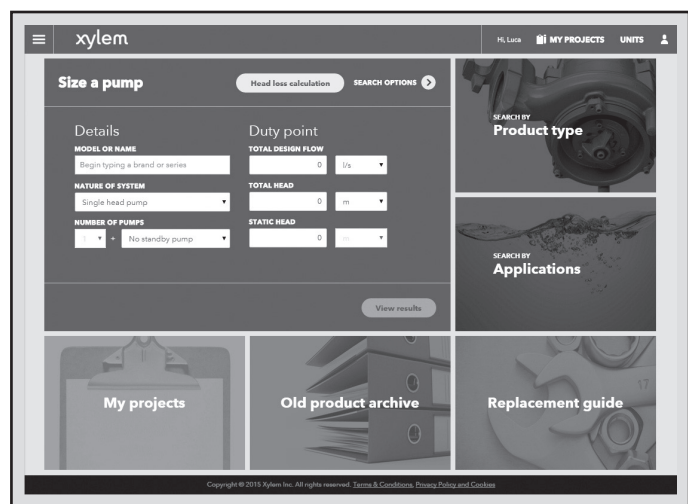 xylem
Hi, Luca
MY PROJECTS
UNITS
Size a pump
Head loss calculation
SEARCH OPTIONS
Details
MODEL OR NAME
Begin typing a brand or series
NATURE OF SYSTEM
Single head pump
NUMBER OF PUMPS
1 + No standby pump
Duty point
TOTAL DESIGN FLOW
0 l/s
TOTAL HEAD
0 m
STATIC HEAD
0 m
View results
SEARCH BY
Product type
SEARCH BY
Applications
My projects
Old product archive
Replacement guide
17
Copyright © 2015 Xylem Inc. All rights reserved. Terms & Conditions, Privacy Policy and Cookies